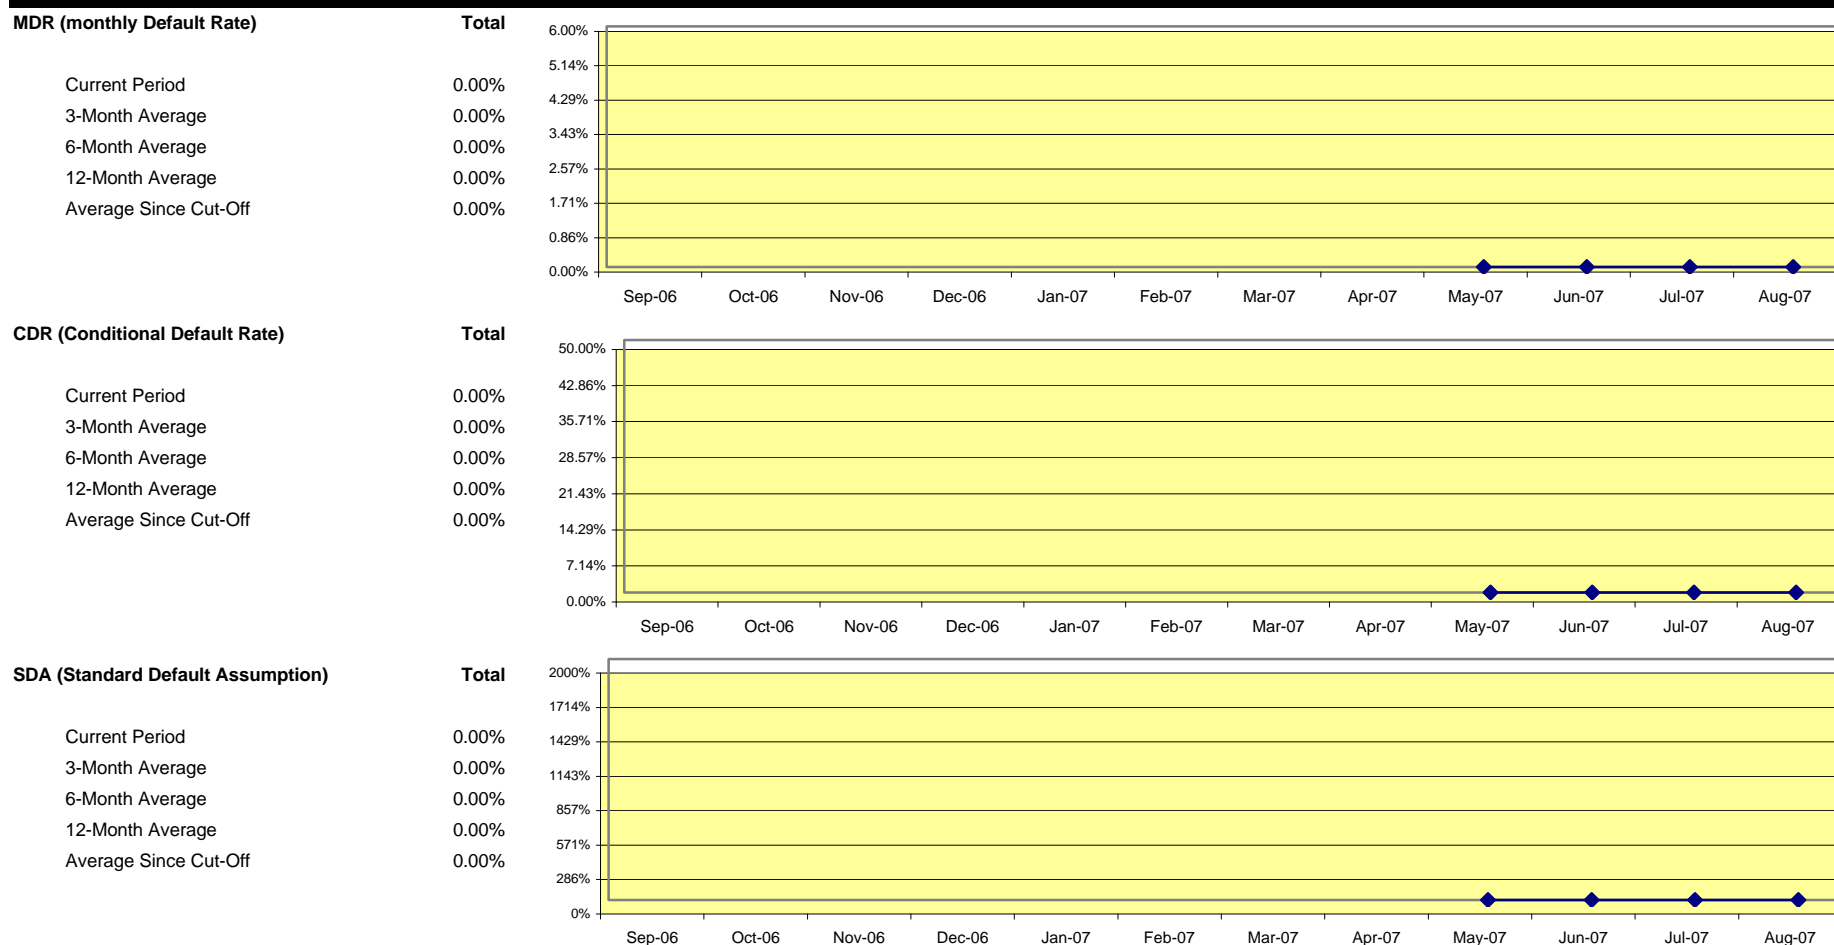 MDR (monthly Default Rate) Total
Current Period 0.00%
3-Month Average 0.00%
6-Month Average 0.00%
12-Month Average 0.00%
Average Since Cut-Off 0.00%
6.00%
5.14%
4.29%
3.43%
2.57%
1.71%
0.86%
0.00%
Sep-06 Oct-06 Nov-06 Dec-06 Jan-07 Feb-07 Mar-07 Apr-07 May-07 Jun-07 Jul-07 Aug-07
CDR (Conditional Default Rate) Total
Current Period 0.00%
3-Month Average 0.00%
6-Month Average 0.00%
12-Month Average 0.00%
Average Since Cut-Off 0.00%
50.00%
42.86%
35.71%
28.57%
21.43%
14.29%
7.14%
0.00%
Sep-06 Oct-06 Nov-06 Dec-06 Jan-07 Feb-07 Mar-07 Apr-07 May-07 Jun-07 Jul-07 Aug-07
SDA (Standard Default Assumption) Total
Current Period 0.00%
3-Month Average 0.00%
6-Month Average 0.00%
12-Month Average 0.00%
Average Since Cut-Off 0.00%
2000%
1714%
1429%
1143%
857%
571%
286%
0%
Sep-06 Oct-06 Nov-06 Dec-06 Jan-07 Feb-07 Mar-07 Apr-07 May-07 Jun-07 Jul-07 Aug-07